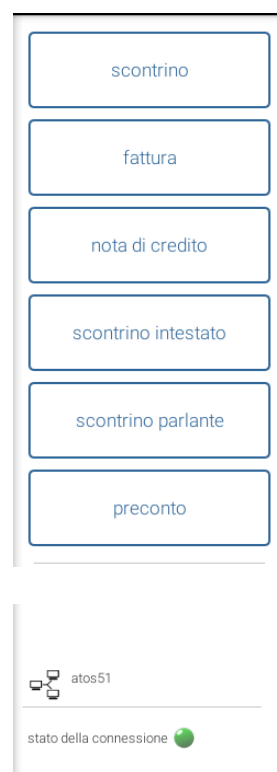 scontrino
fattura
nota di credito
scontrino intestato
scontrino parlante
preconto
atos51
stato della connessione